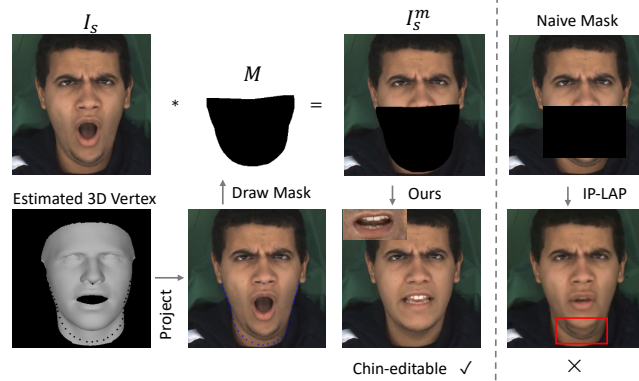 I_s
M
I_s^m
Naive Mask
*
=
Estimated 3D Vertex
Draw Mask
Ours
IP-LAP
Project
Chin-editable ✓
×